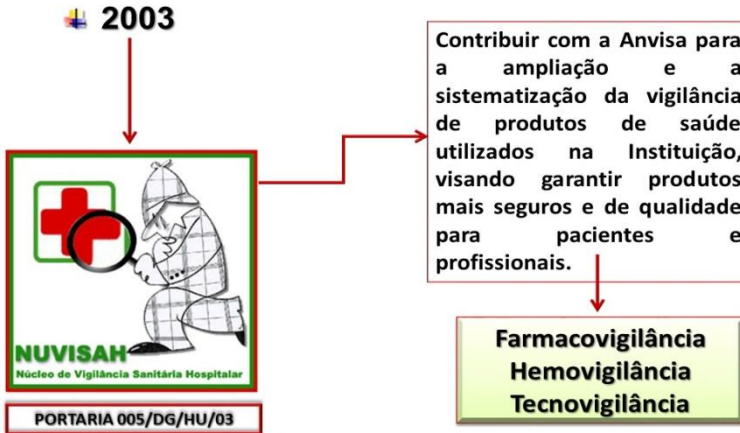 2003
Contribuir com a Anvisa para
a ampliação e a
sistematização da vigilância
de produtos de saúde
utilizados na Instituição,
visando garantir produtos
mais seguros e de qualidade
para pacientes e
profissionais.
NUVISAH
Núcleo de Vigilância Sanitária Hospitalar
PORTARIA 005/DG/HU/03
Farmacovigilância
Hemovigilância
Tecnovigilância